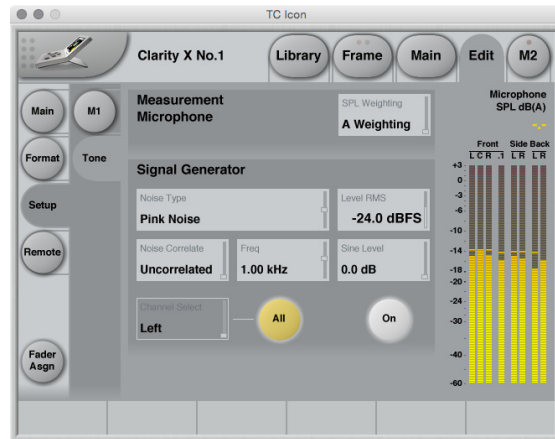 TC Icon
Clarity X No.1
Library
Frame
Main
Edit
M2
Main
Format
Setup
Remote
Fader
Asgn
M1
Tone
Measurement
Microphone
SPL Weighting
A Weighting
Signal Generator
Noise Type
Pink Noise
Level RMS
-24.0 dBFS
Noise Correlate
Uncorrelated
Freq
1.00 kHz
Sine Level
0.0 dB
Channel Select
Left
All
On
Microphone
SPL dB(A)
-.-
Front Side Back
L C R .1 L R L R
+3
0
-3
-6
-10
-14
-18
-20
-24
-30
-40
-60